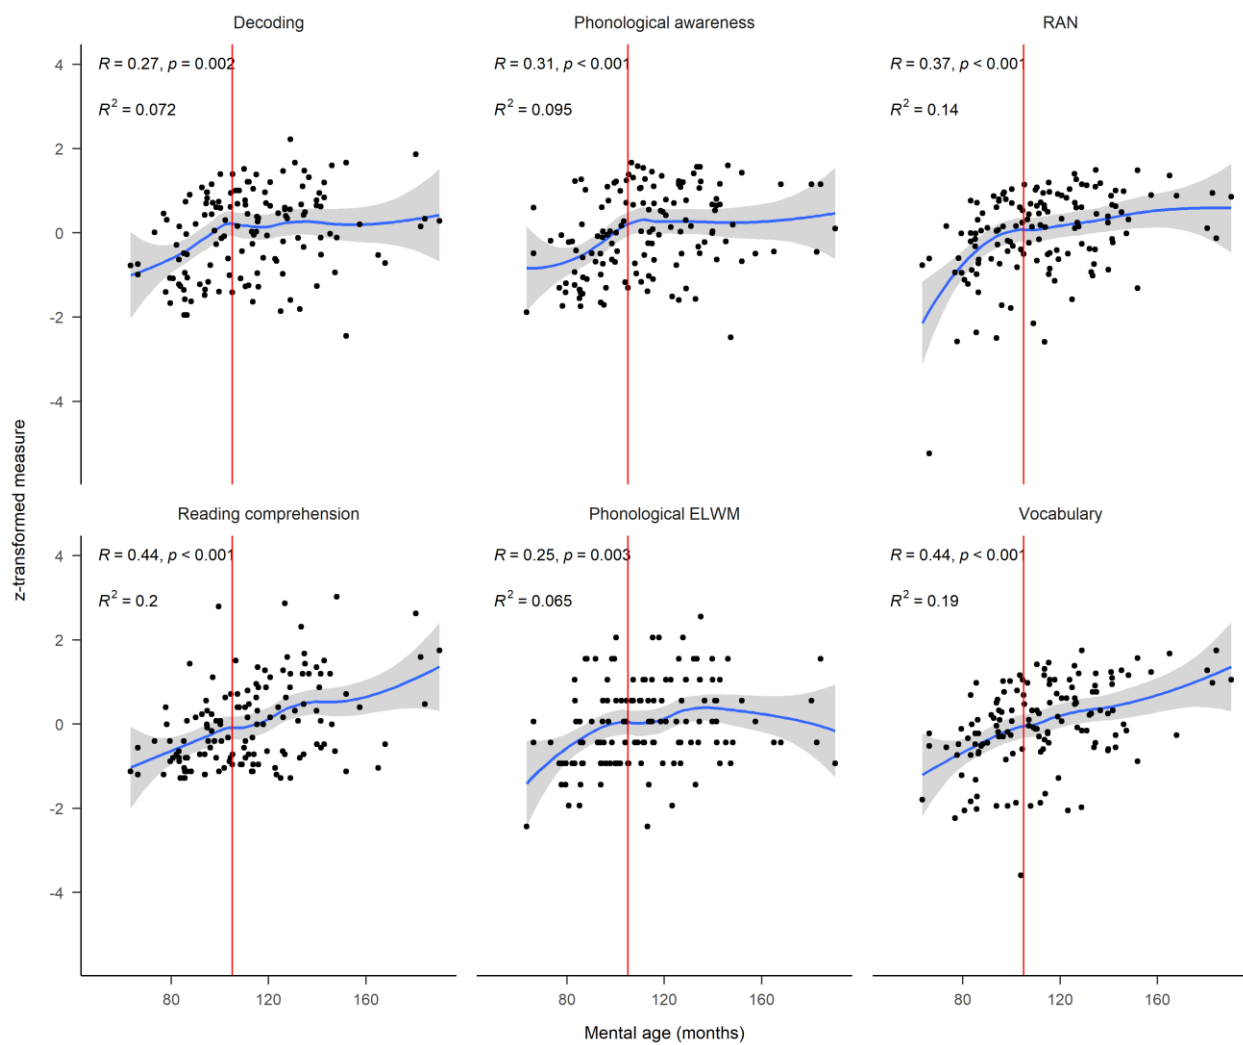 Decoding
Phonological awareness
RAN
R = 0.27, p = 0.002
R² = 0.072
R = 0.31, p < 0.001
R² = 0.095
R = 0.37, p < 0.001
R² = 0.14
4
2
0
-2
-4
z-transformed measure
Reading comprehension
Phonological ELWM
Vocabulary
R = 0.44, p < 0.001
R² = 0.2
R = 0.25, p = 0.003
R² = 0.065
R = 0.44, p < 0.001
R² = 0.19
4
2
0
-2
-4
80 120 160
80 120 160
80 120 160
Mental age (months)